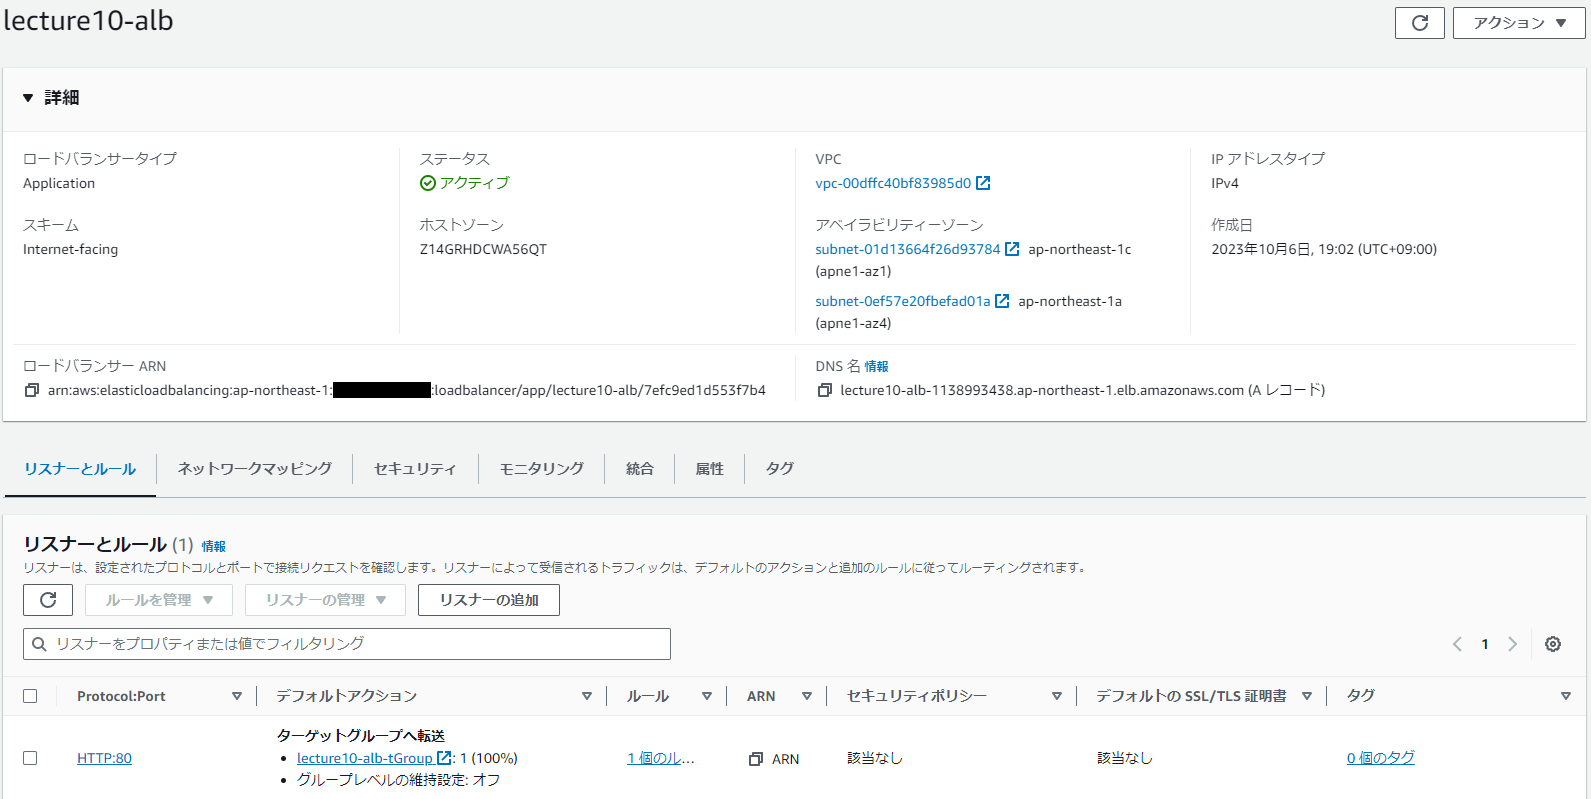 lecture10-alb
アクション
詳細
ロードバランサータイプ
Application
ステータス
アクティブ
VPC
vpc-00dffc40bf83985d0
IP アドレスタイプ
IPv4
スキーム
Internet-facing
ホストゾーン
Z14GRHDCWA56QT
アベイラビリティーゾーン
subnet-01d13664f26d93784 ap-northeast-1c
(apne1-az1)
subnet-0ef57e20fbefad01a ap-northeast-1a
(apne1-az4)
作成日
2023年10月6日, 19:02 (UTC+09:00)
ロードバランサー ARN
arn:aws:elasticloadbalancing:ap-northeast-1: :loadbalancer/app/lecture10-alb/7efc9ed1d553f7b4
DNS 名 情報
lecture10-alb-1138993438.ap-northeast-1.elb.amazonaws.com (A レコード)
リスナーとルール ネットワークマッピング セキュリティ モニタリング 統合 属性 タグ
リスナーとルール (1) 情報
リスナーは、設定されたプロトコルとポートで接続リクエストを確認します。リスナーによって受信されるトラフィックは、デフォルトのアクションと追加のルールに従ってルーティングされます。
ルールを管理 リスナーの管理 リスナーの追加
リスナーをプロパティまたは値でフィルタリング
1
Protocol:Port デフォルトアクション ルール ARN セキュリティポリシー デフォルトの SSL/TLS 証明書 タグ
ターゲットグループへ転送
HTTP:80 • lecture10-alb-tGroup : 1 (100%) 1 個のル... ARN 該当なし 該当なし 0 個のタグ
• グループレベルの維持設定: オフ